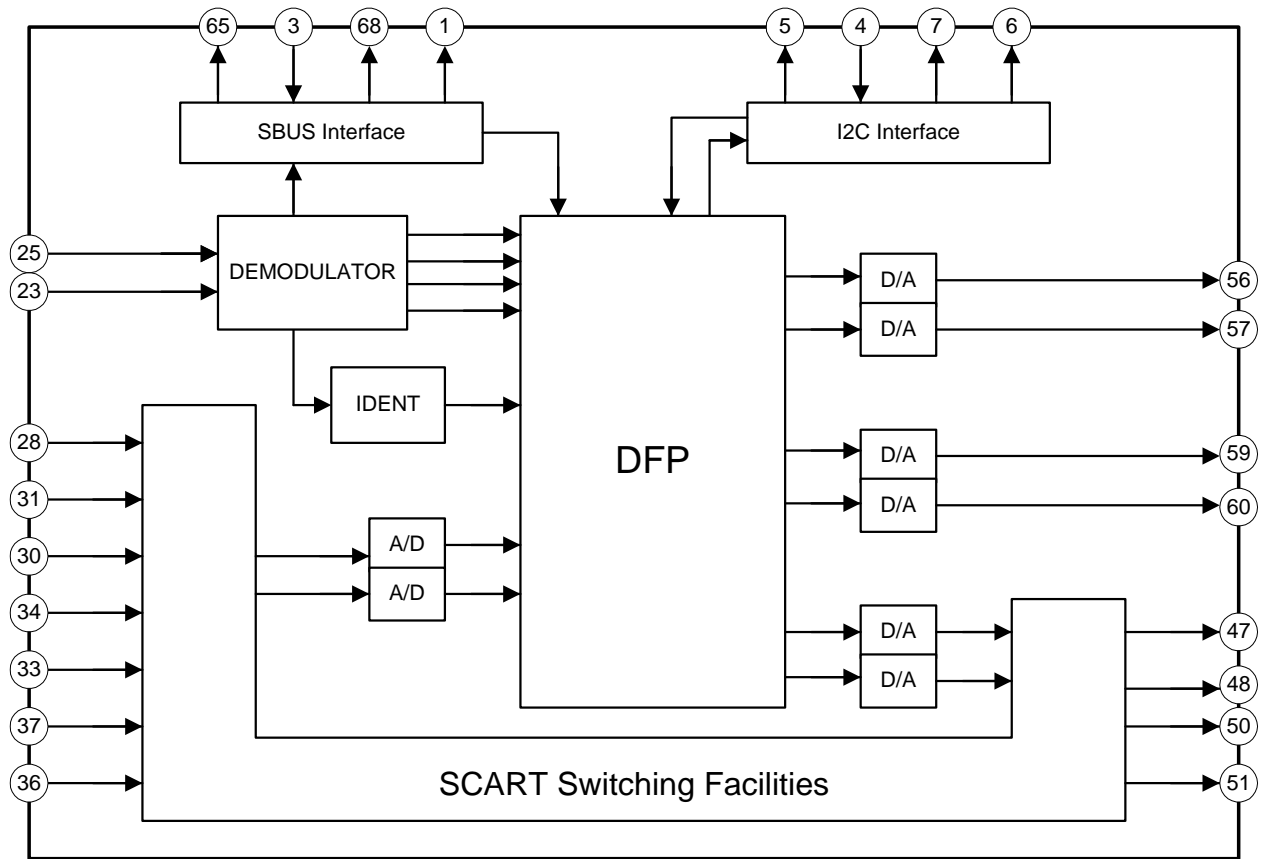 65 3 68 1 5 4 7 6
SBUS Interface
I2C Interface
25
23
DEMODULATOR
D/A
D/A
56
57
IDENT
28
31
30
34
33
37
36
DFP
D/A
D/A
59
60
A/D
A/D
D/A
D/A
47
48
50
51
SCART Switching Facilities